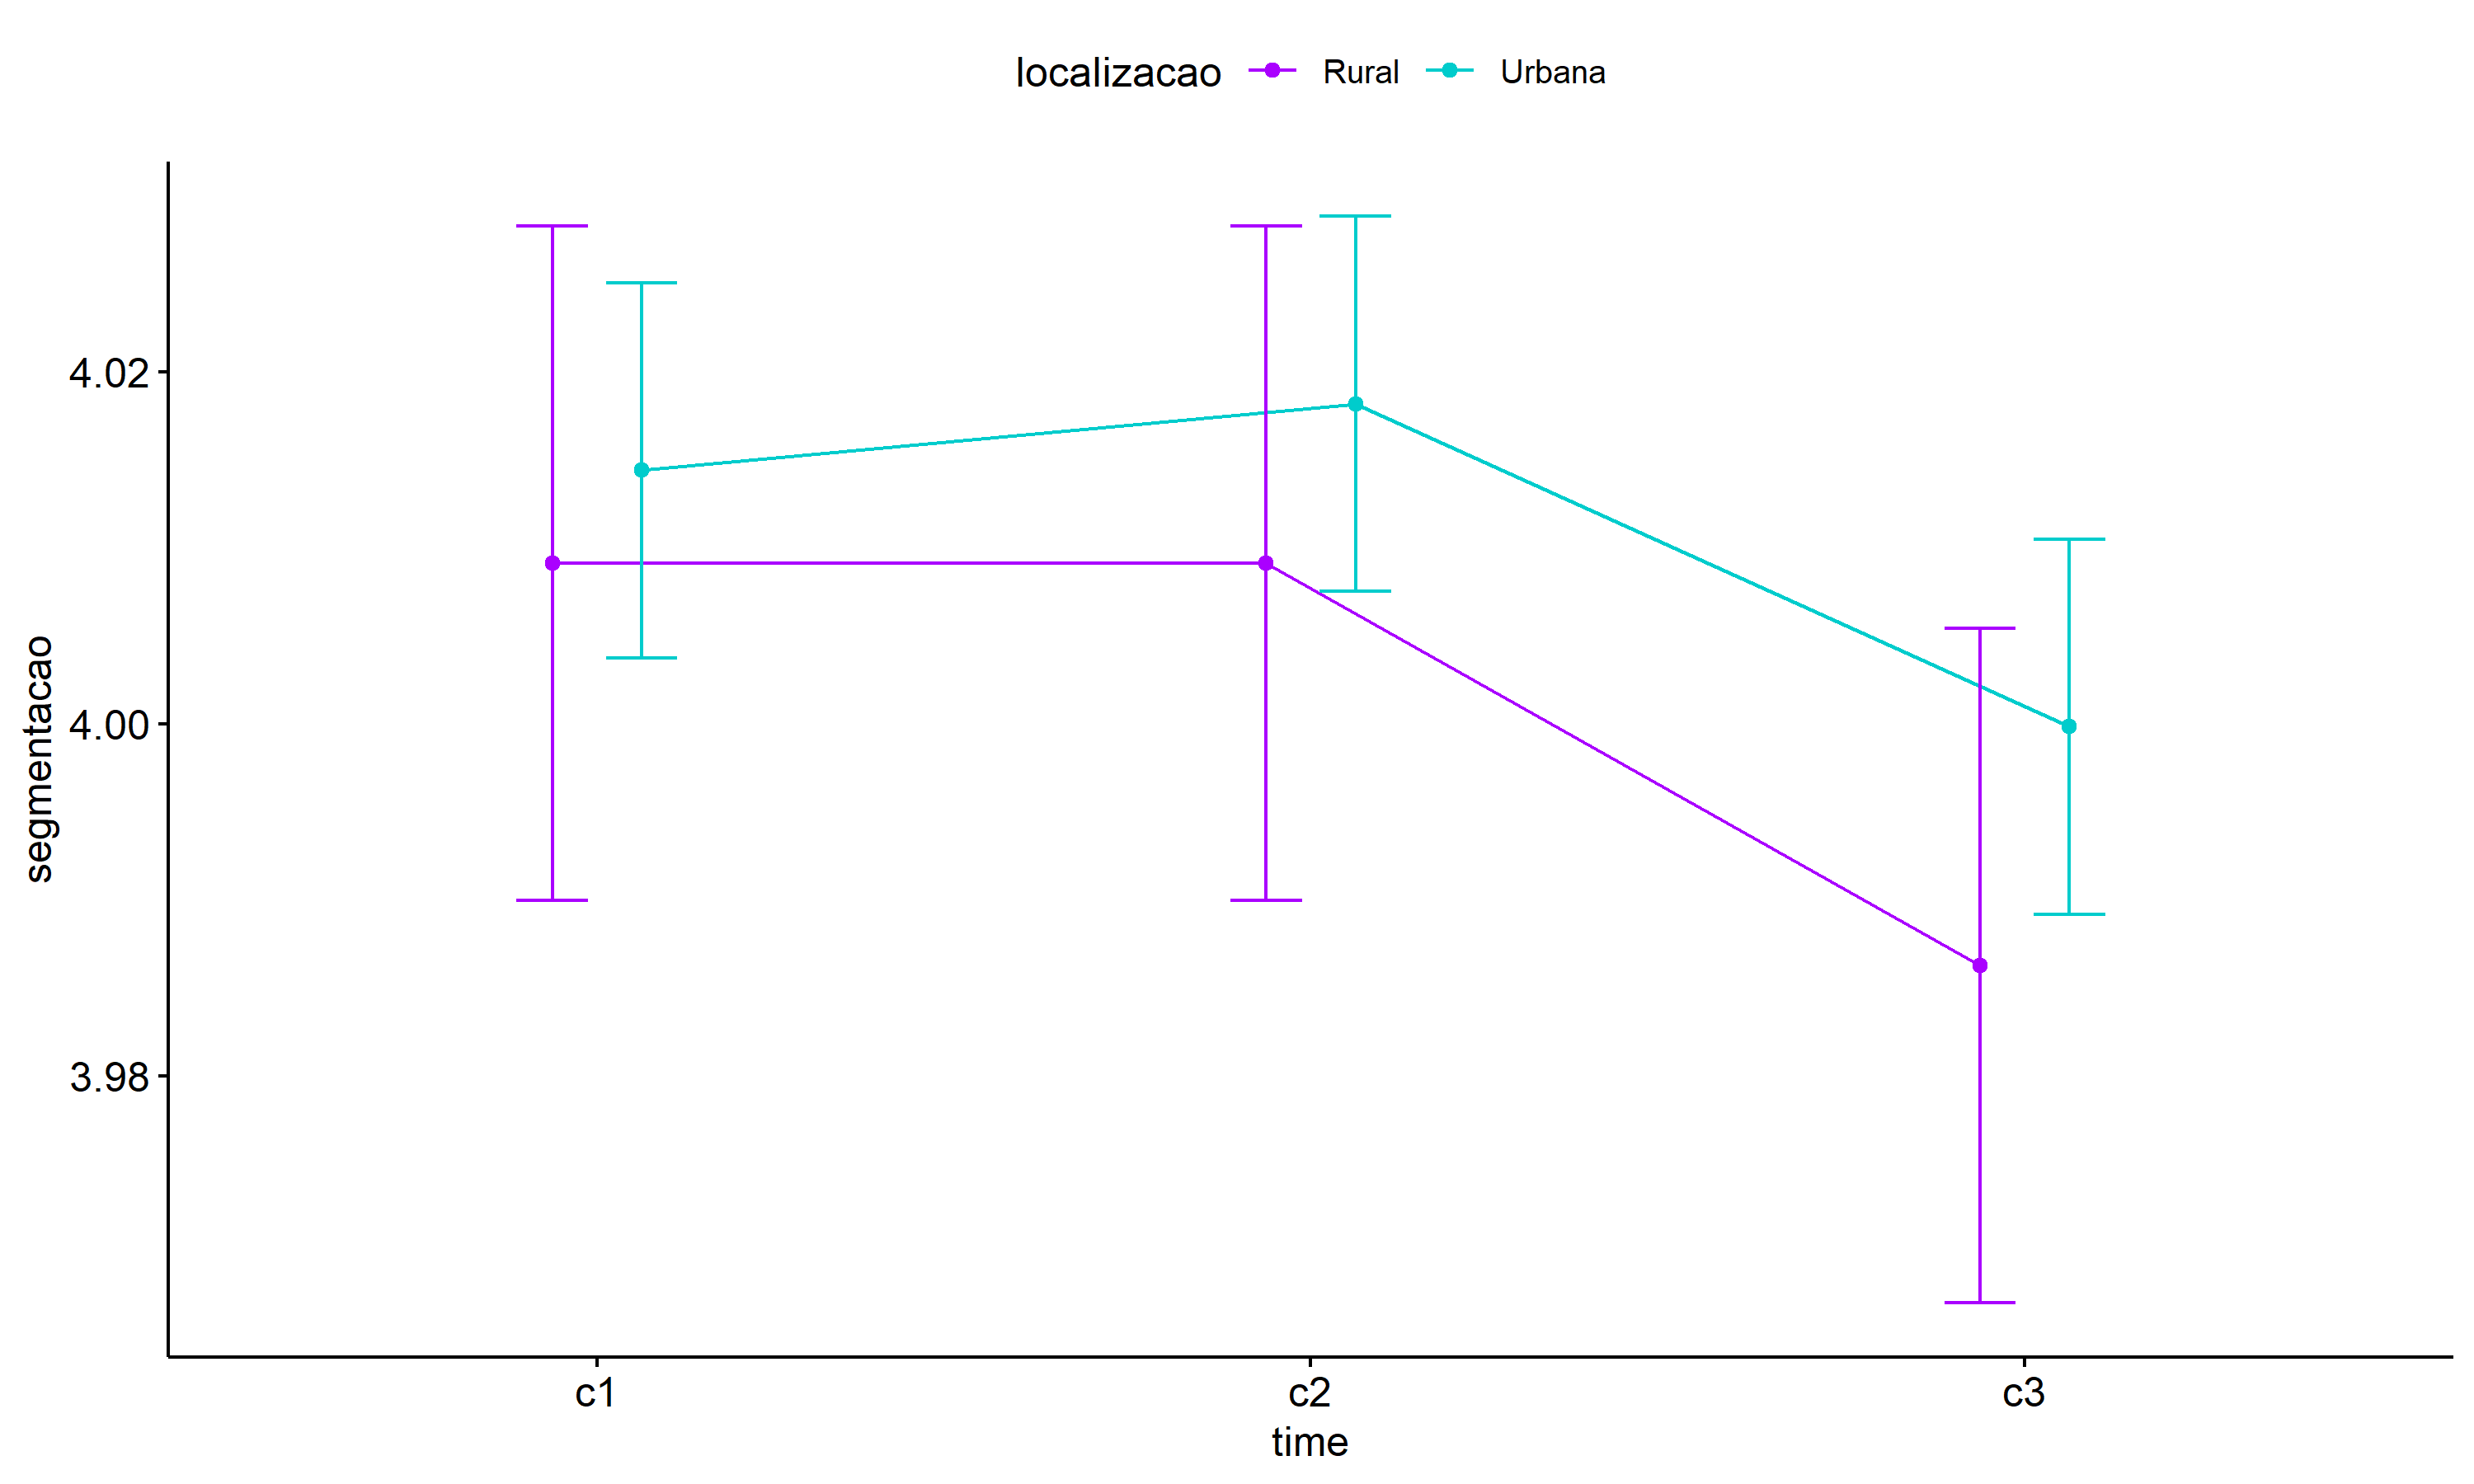 localizacao Rural Urbana
segmentacao
4.02
4.00
3.98
c1 c2 c3
time